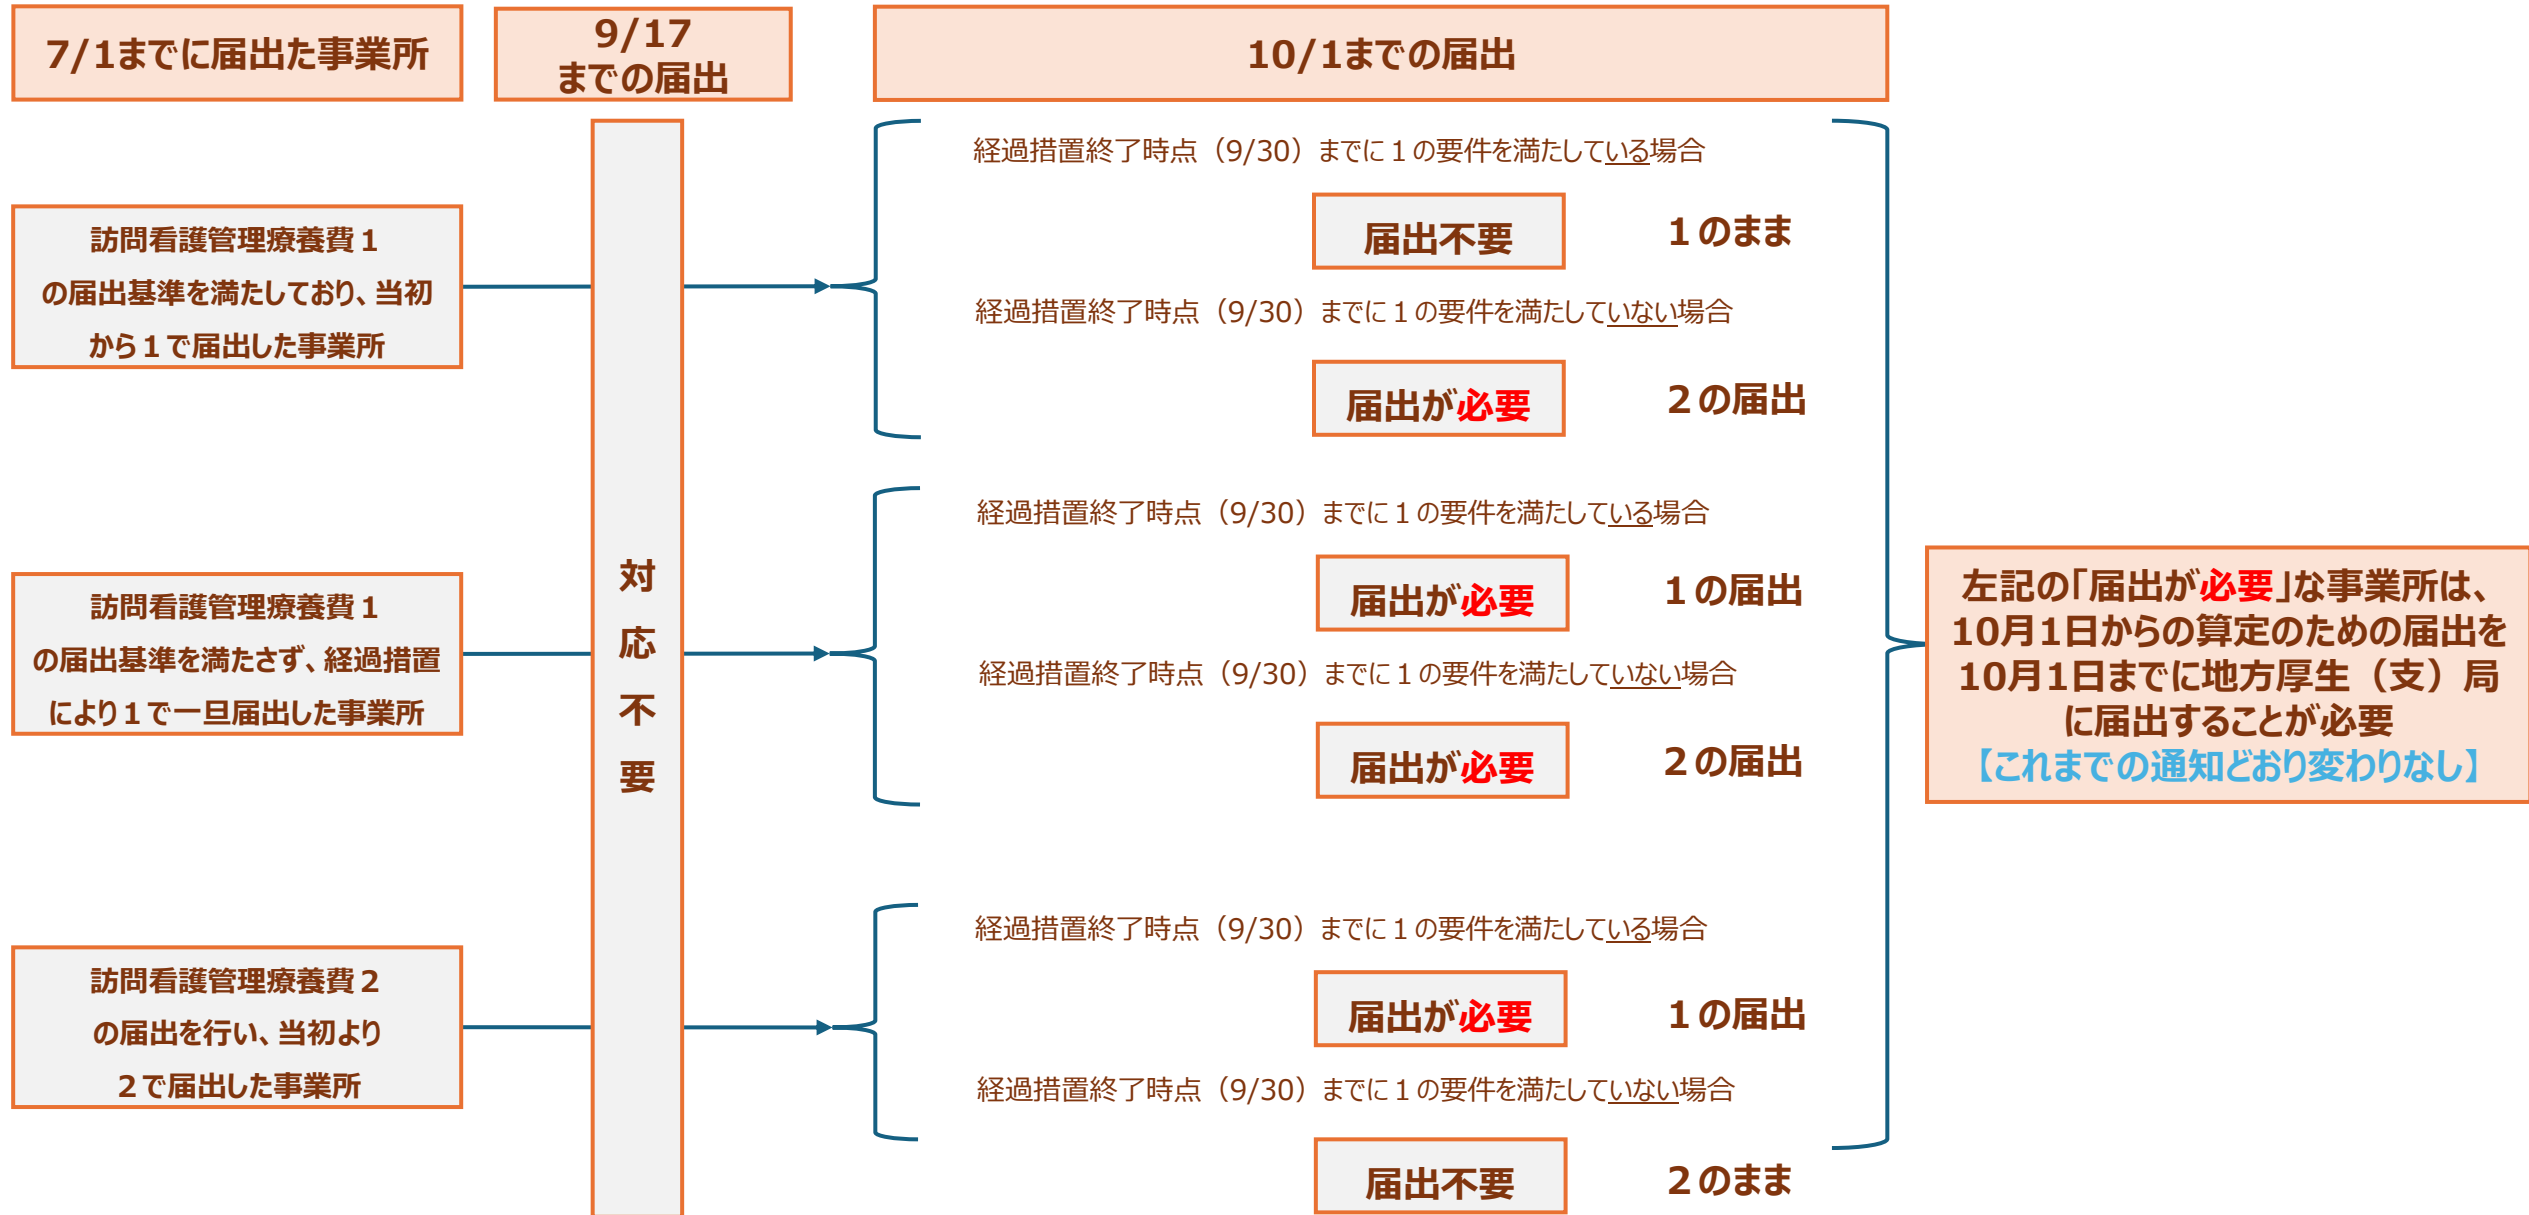 7/1までに届出た事業所
9/17
までの届出
10/1までの届出
訪問看護管理療養費１
の届出基準を満たしており、当初
から１で届出した事業所
対
応
不
要
経過措置終了時点（9/30）までに１の要件を満たしている場合
届出不要
１のまま
経過措置終了時点（9/30）までに１の要件を満たしていない場合
届出が必要
２の届出
訪問看護管理療養費１
の届出基準を満たさず、経過措置
により１で一旦届出した事業所
経過措置終了時点（9/30）までに１の要件を満たしている場合
届出が必要
１の届出
経過措置終了時点（9/30）までに１の要件を満たしていない場合
届出が必要
２の届出
訪問看護管理療養費２
の届出を行い、当初より
２で届出した事業所
経過措置終了時点（9/30）までに１の要件を満たしている場合
届出が必要
１の届出
経過措置終了時点（9/30）までに１の要件を満たしていない場合
届出不要
２のまま
左記の「届出が必要」な事業所は、
10月1日からの算定のための届出を
10月1日までに地方厚生（支）局
に届出することが必要
【これまでの通知どおり変わりなし】